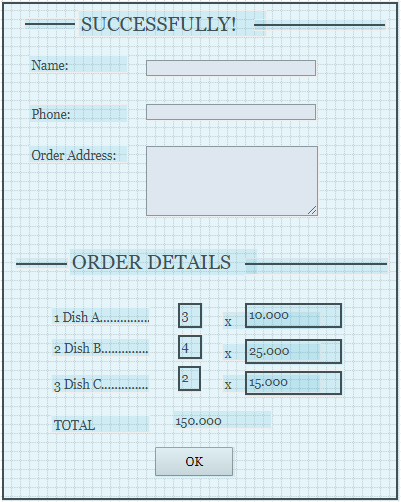 SUCCESSFULLY!
Name:
Phone:
Order Address:
ORDER DETAILS
1 Dish A............... 3 x 10.000
2 Dish B.............. 4 x 25.000
3 Dish C.............. 2 x 15.000
TOTAL 150.000
OK